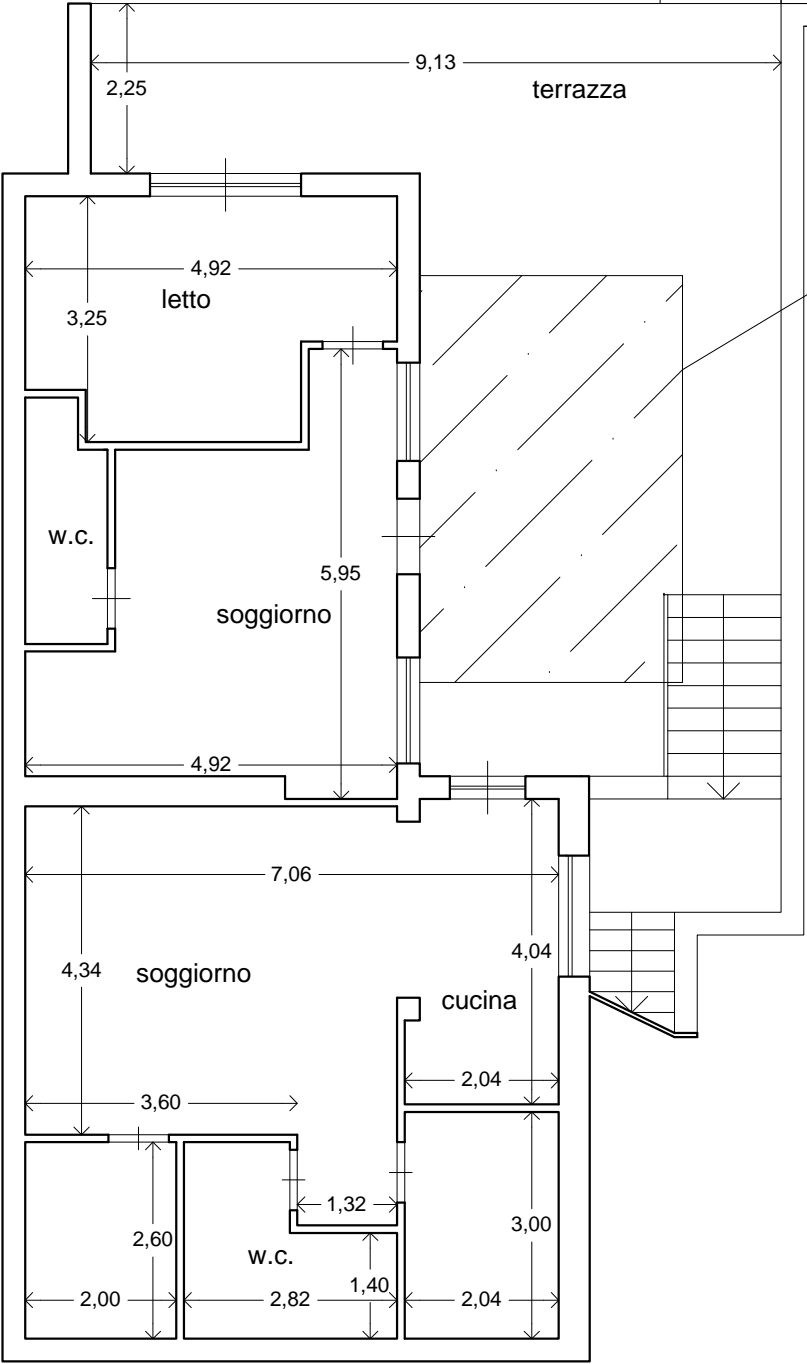 9,13
2,25
terrazza
4,92
letto
3,25
w.c.
5,95
soggiorno
4,92
7,06
4,04
4,34
soggiorno
cucina
2,04
3,60
1,32
3,00
2,60
w.c.
1,40
2,00
2,82
2,04